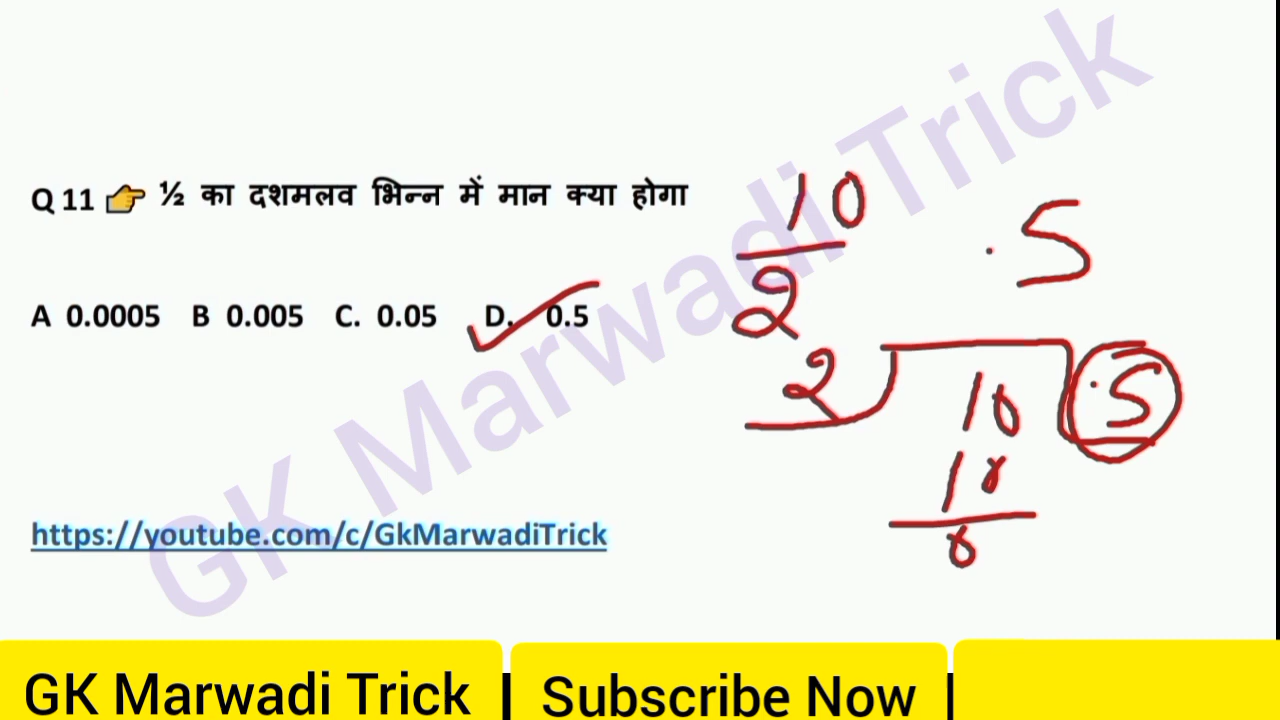 Q 11 👉 ½ का दशमलव भिन्न में मान क्या होगा
A 0.0005 B 0.005 C. 0.05 D. 0.5
10
2
.5
2
10
.5
10
0
https://youtube.com/c/GkMarwadiTrick
GK Marwadi Trick
GK Marwadi Trick | Subscribe Now |